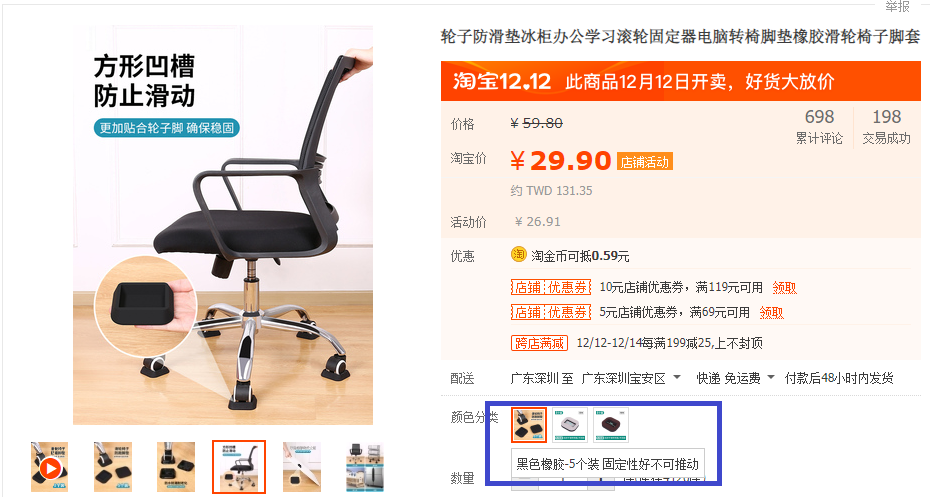 举报
方形凹槽
防止滑动
更加贴合轮子脚 确保稳固
轮子防滑垫冰柜办公学习滚轮固定器电脑转椅脚垫橡胶滑轮椅子脚套
淘宝12.12 此商品12月12日开卖，好货大放价
价格 ¥ 59.80
698 累计评论
198 交易成功
淘宝价 ¥ 29.90 店铺活动
约 TWD 131.35
活动价 ¥ 26.91
优惠 淘 淘金币可抵0.59元
店铺优惠券 10元店铺优惠券，满119元可用 领取
店铺优惠券 5元店铺优惠券，满69元可用 领取
跨店满减 12/12-12/14每满199减25,上不封顶
配送 广东深圳 至 广东深圳宝安区 快递 免运费 付款后48小时内发货
颜色分类
黑色橡胶-5个装 固定性好不可推动
数量